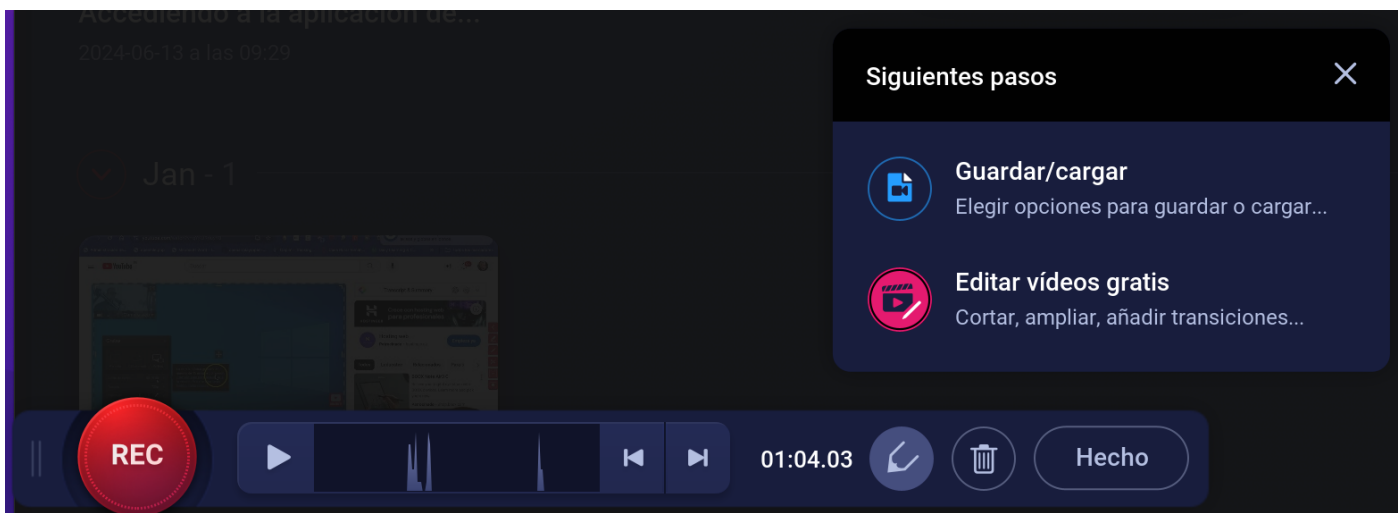 Accediendo a la aplicación de...
2024-06-13 a las 09:29
Jan - 1
Siguientes pasos
Guardar/cargar
Elegir opciones para guardar o cargar...
Editar vídeos gratis
Cortar, ampliar, añadir transiciones...
REC
01:04.03
Hecho